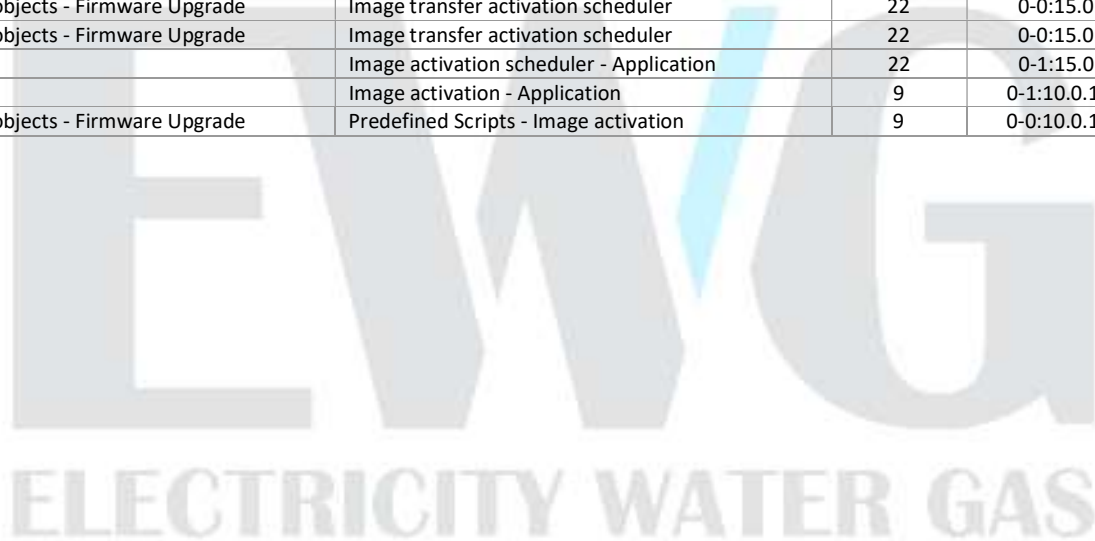 objects - Firmware Upgrade Image transfer activation scheduler 22 0-0:15.0
objects - Firmware Upgrade Image transfer activation scheduler 22 0-0:15.0
Image activation scheduler - Application 22 0-1:15.0
Image activation - Application 9 0-1:10.0.1
objects - Firmware Upgrade Predefined Scripts - Image activation 9 0-0:10.0.1
EWG
ELECTRICITY WATER GAS